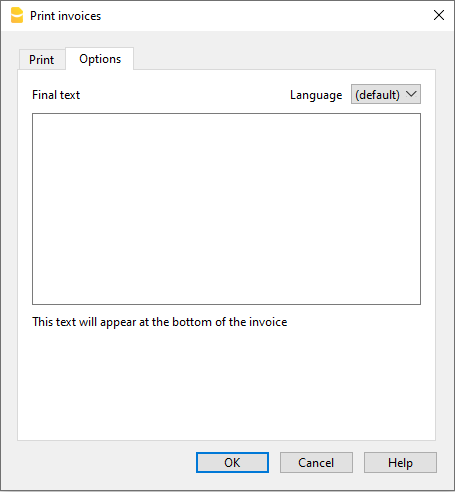 Print invoices
Print Options
Final text Language (default)
This text will appear at the bottom of the invoice
OK Cancel Help